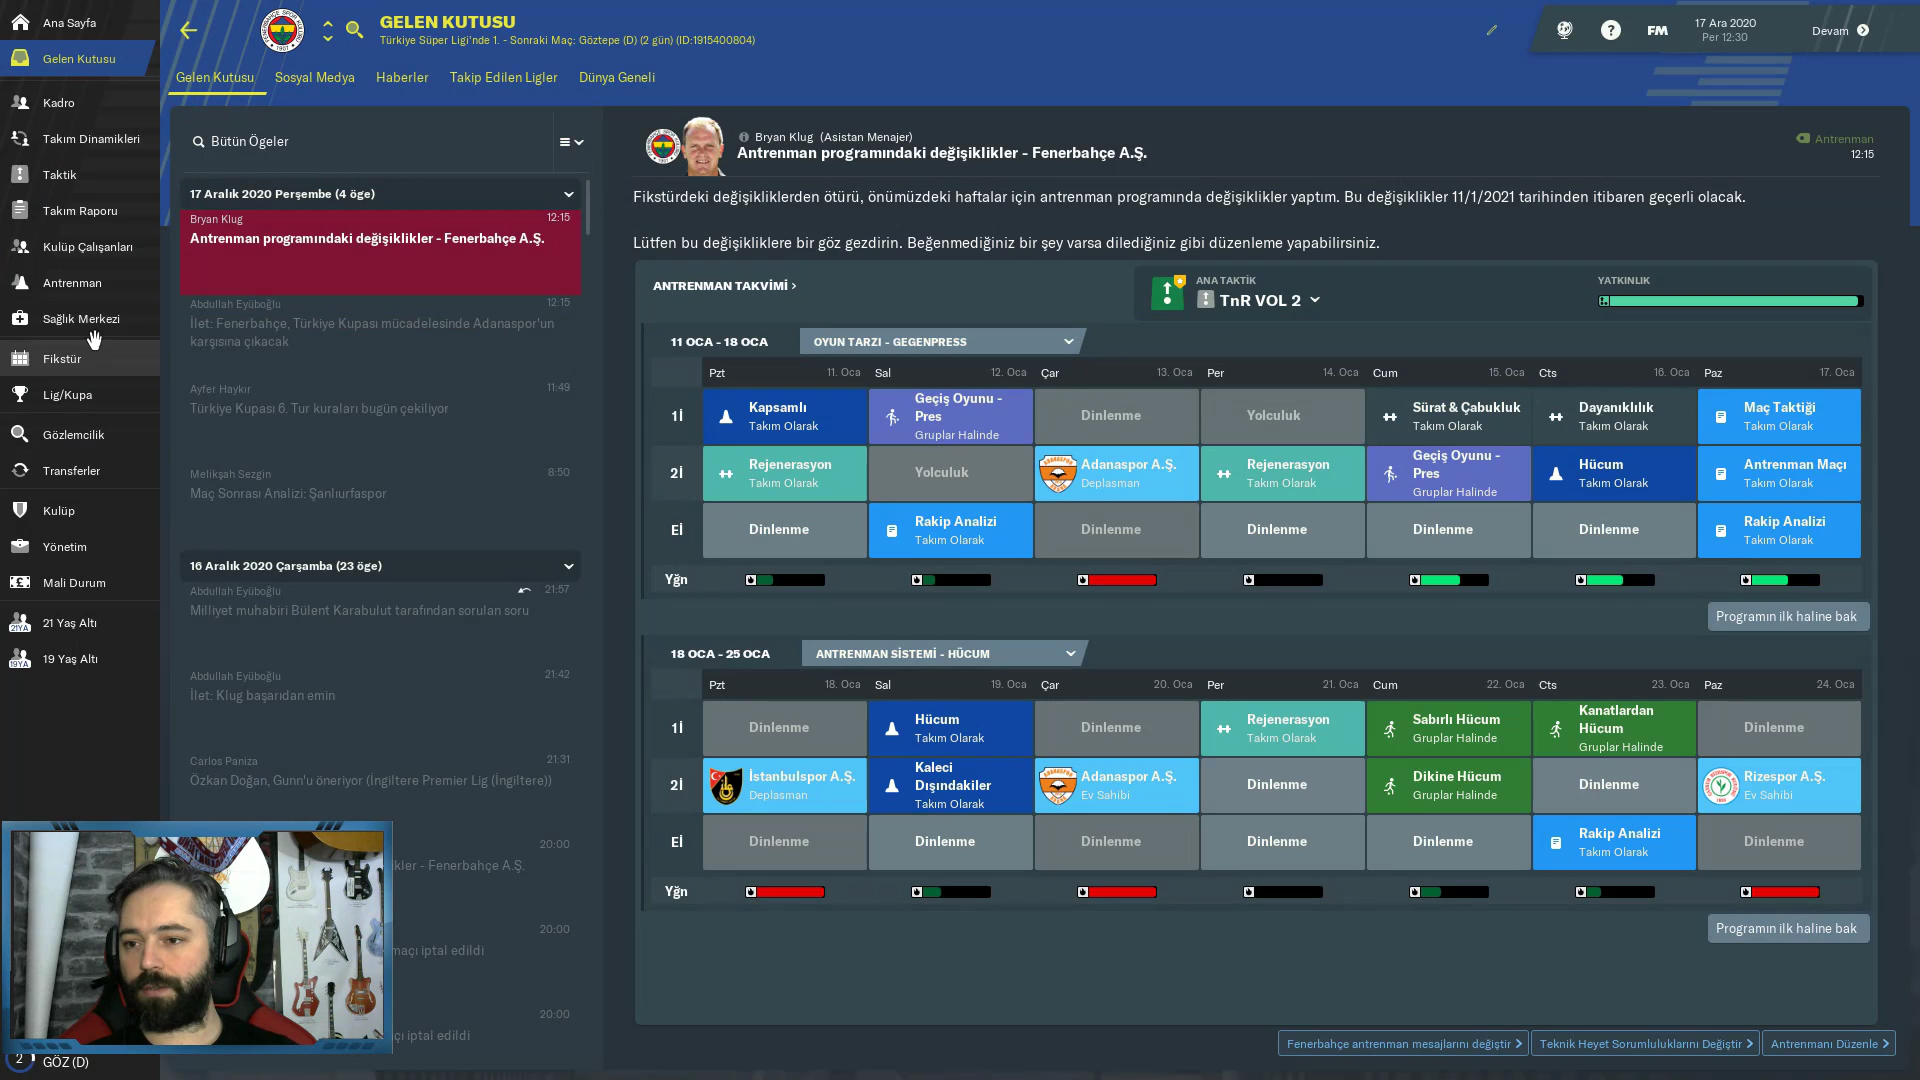 Ana Sayfa
Gelen Kutusu
Kadro
Takım Dinamikleri
Taktik
Takım Raporu
Kulüp Çalışanları
Antrenman
Sağlık Merkezi
Fikstür
Lig/Kupa
Gözlemcilik
Transferler
Kulüp
Yönetim
Mali Durum
21YA
21 Yaş Altı
19YA
19 Yaş Altı
2
GÖZ (D)
GELEN KUTUSU
Türkiye Süper Ligi'nde 1. - Sonraki Maç: Göztepe (D) (2 gün) (ID:1915400804)
FM
17 Ara 2020
Per 12:30
Devam
Gelen Kutusu
Sosyal Medya
Haberler
Takip Edilen Ligler
Dünya Geneli
Bütün Ögeler
17 Aralık 2020 Perşembe (4 öge)
Bryan Klug 12:15
Antrenman programındaki değişiklikler - Fenerbahçe A.Ş.
Abdullah Eyüboğlu 12:15
İlet: Fenerbahçe, Türkiye Kupası mücadelesinde Adanaspor'un
karşısına çıkacak
Ayfer Haykır 11:49
Türkiye Kupası 6. Tur kuraları bugün çekiliyor
Melikşah Sezgin 8:50
Maç Sonrası Analizi: Şanlıurfaspor
16 Aralık 2020 Çarşamba (23 öge)
Abdullah Eyüboğlu 21:57
Milliyet muhabiri Bülent Karabulut tarafından sorulan soru
Abdullah Eyüboğlu 21:42
İlet: Klug başarıdan emin
Carlos Paniza 21:31
Özkan Doğan, Gunn'u öneriyor (İngiltere Premier Lig (İngiltere))
20:00
kler - Fenerbahçe A.Ş.
20:00
maçı iptal edildi
20:00
çı iptal edildi
Bryan Klug (Asistan Menajer)
Antrenman programındaki değişiklikler - Fenerbahçe A.Ş.
Antrenman
12:15
Fikstürdeki değişikliklerden ötürü, önümüzdeki haftalar için antrenman programında değişiklikler yaptım. Bu değişiklikler 11/1/2021 tarihinden itibaren geçerli olacak.
Lütfen bu değişikliklere bir göz gezdirin. Beğenmediğiniz bir şey varsa dilediğiniz gibi düzenleme yapabilirsiniz.
ANTRENMAN TAKVİMİ
ANA TAKTİK
TnR VOL 2
YATKINLIK
11 OCA - 18 OCA
OYUN TARZI - GEGENPRESS
Pzt 11. Oca Sal 12. Oca Çar 13. Oca Per 14. Oca Cum 15. Oca Cts 16. Oca Paz 17. Oca
1İ
Kapsamlı
Takım Olarak
Geçiş Oyunu -
Pres
Gruplar Halinde
Dinlenme
Yolculuk
Sürat & Çabukluk
Takım Olarak
Dayanıklılık
Takım Olarak
Maç Taktiği
Takım Olarak
2İ
Rejenerasyon
Takım Olarak
Yolculuk
Adanaspor A.Ş.
Deplasman
Rejenerasyon
Takım Olarak
Geçiş Oyunu -
Pres
Gruplar Halinde
Hücum
Takım Olarak
Antrenman Maçı
Takım Olarak
Eİ
Dinlenme
Rakip Analizi
Takım Olarak
Dinlenme
Dinlenme
Dinlenme
Dinlenme
Rakip Analizi
Takım Olarak
Yğn
Programın ilk haline bak
18 OCA - 25 OCA
ANTRENMAN SİSTEMİ - HÜCUM
Pzt 18. Oca Sal 19. Oca Çar 20. Oca Per 21. Oca Cum 22. Oca Cts 23. Oca Paz 24. Oca
1İ
Dinlenme
Hücum
Takım Olarak
Dinlenme
Rejenerasyon
Takım Olarak
Sabırlı Hücum
Gruplar Halinde
Kanatlardan
Hücum
Gruplar Halinde
Dinlenme
2İ
İstanbulspor A.Ş.
Deplasman
Kaleci
Dışındakiler
Takım Olarak
Adanaspor A.Ş.
Ev Sahibi
Dinlenme
Dikine Hücum
Gruplar Halinde
Dinlenme
Rizespor A.Ş.
Ev Sahibi
Eİ
Dinlenme
Dinlenme
Dinlenme
Dinlenme
Dinlenme
Rakip Analizi
Takım Olarak
Dinlenme
Yğn
Programın ilk haline bak
Fenerbahçe antrenman mesajlarını değiştir
Teknik Heyet Sorumluluklarını Değiştir
Antrenmanı Düzenle